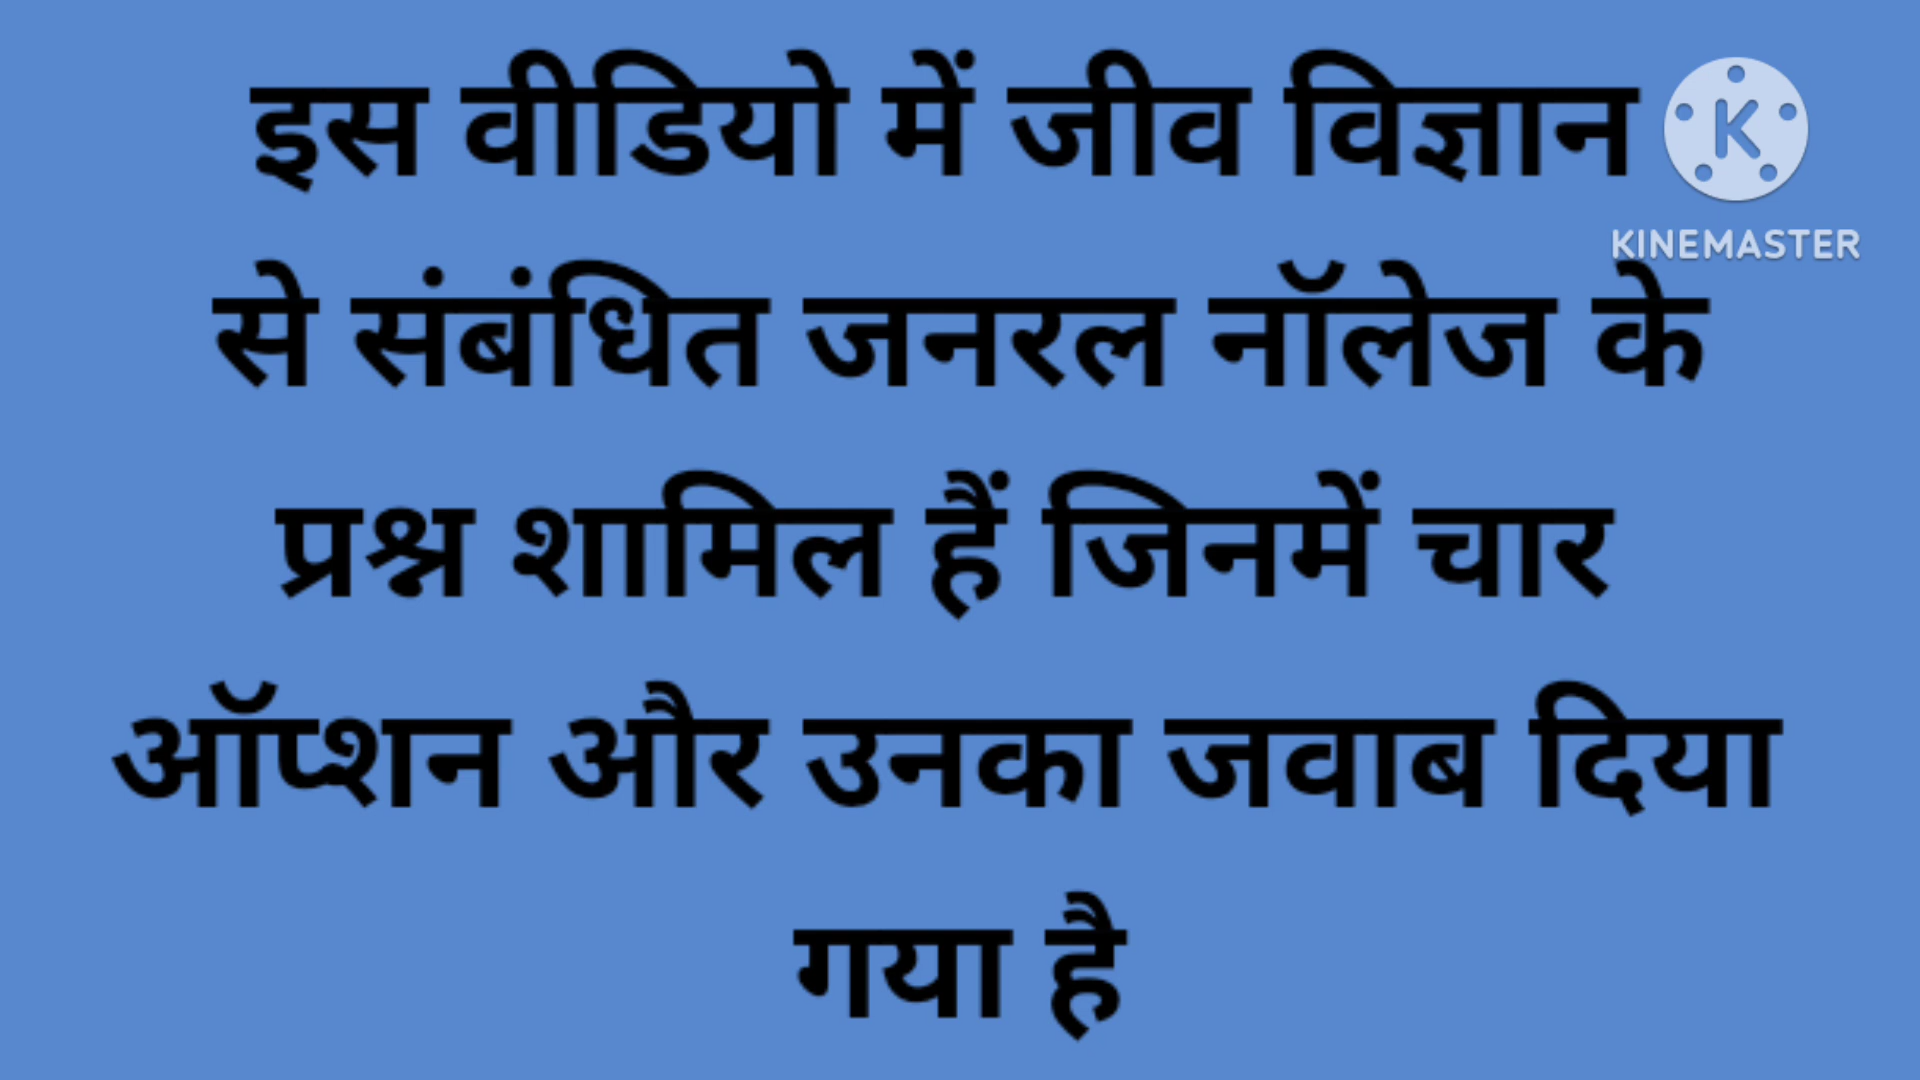 इस वीडियो में जीव विज्ञान
K
KINEMASTER
से संबंधित जनरल नॉलेज के
प्रश्न शामिल हैं जिनमें चार
ऑप्शन और उनका जवाब दिया
गया है